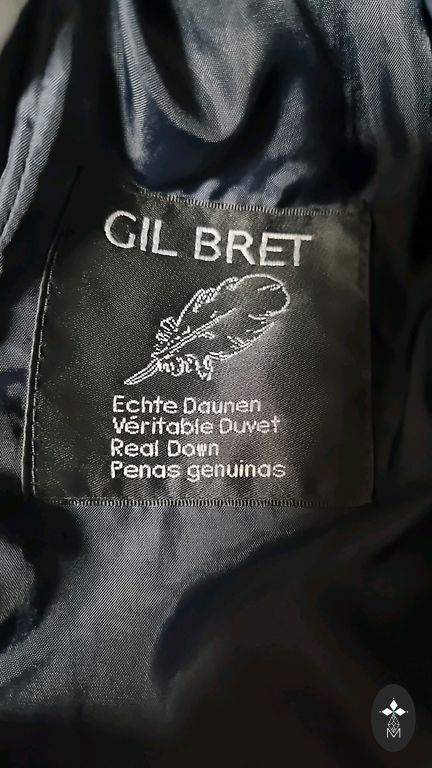 GIL BRET
Echte Daunen
Véritable Duvet
Real Down
Penas genuinas